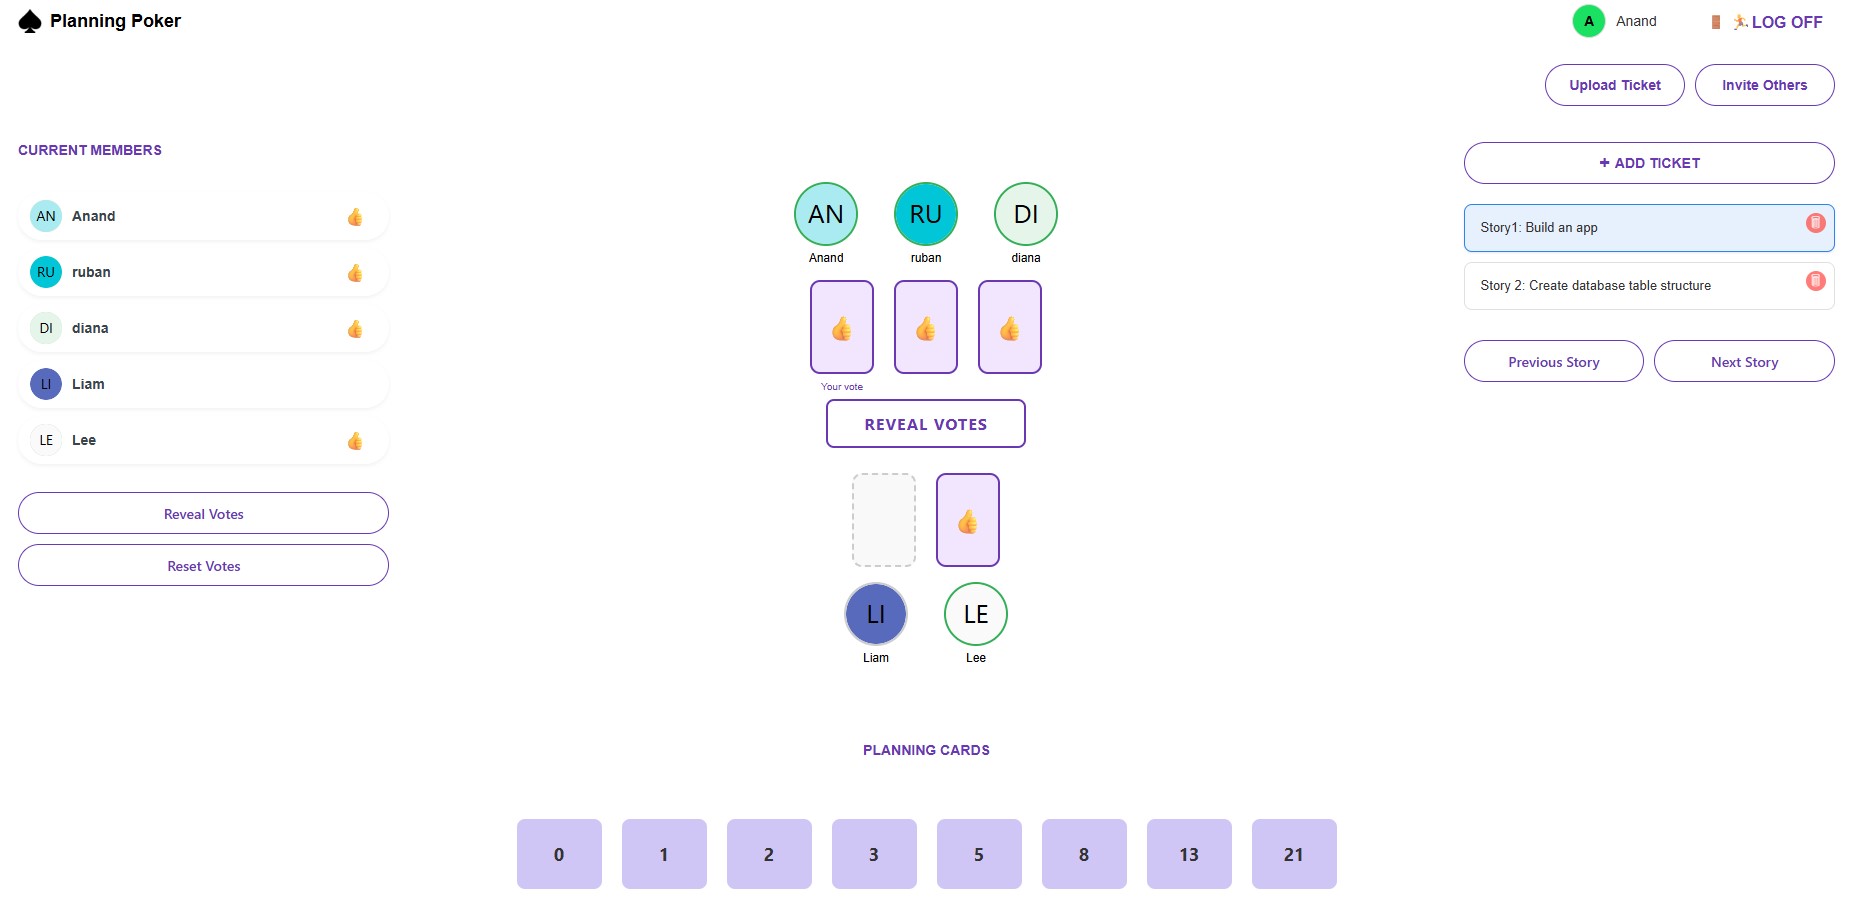 Planning Poker
A Anand
LOG OFF
Upload Ticket
Invite Others
CURRENT MEMBERS
AN Anand
RU ruban
DI diana
LI Liam
LE Lee
Reveal Votes
Reset Votes
AN RU DI
Anand ruban diana
Your vote
REVEAL VOTES
LI LE
Liam Lee
+ ADD TICKET
Story1: Build an app
Story 2: Create database table structure
Previous Story
Next Story
PLANNING CARDS
0 1 2 3 5 8 13 21